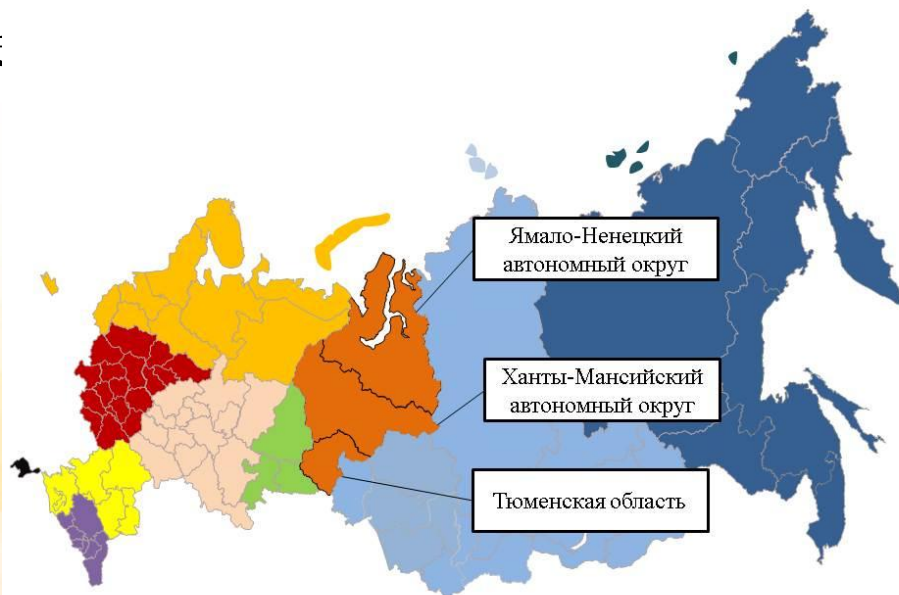 Ямало-Ненецкий
автономный округ
Ханты-Мансийский
автономный округ
Тюменская область